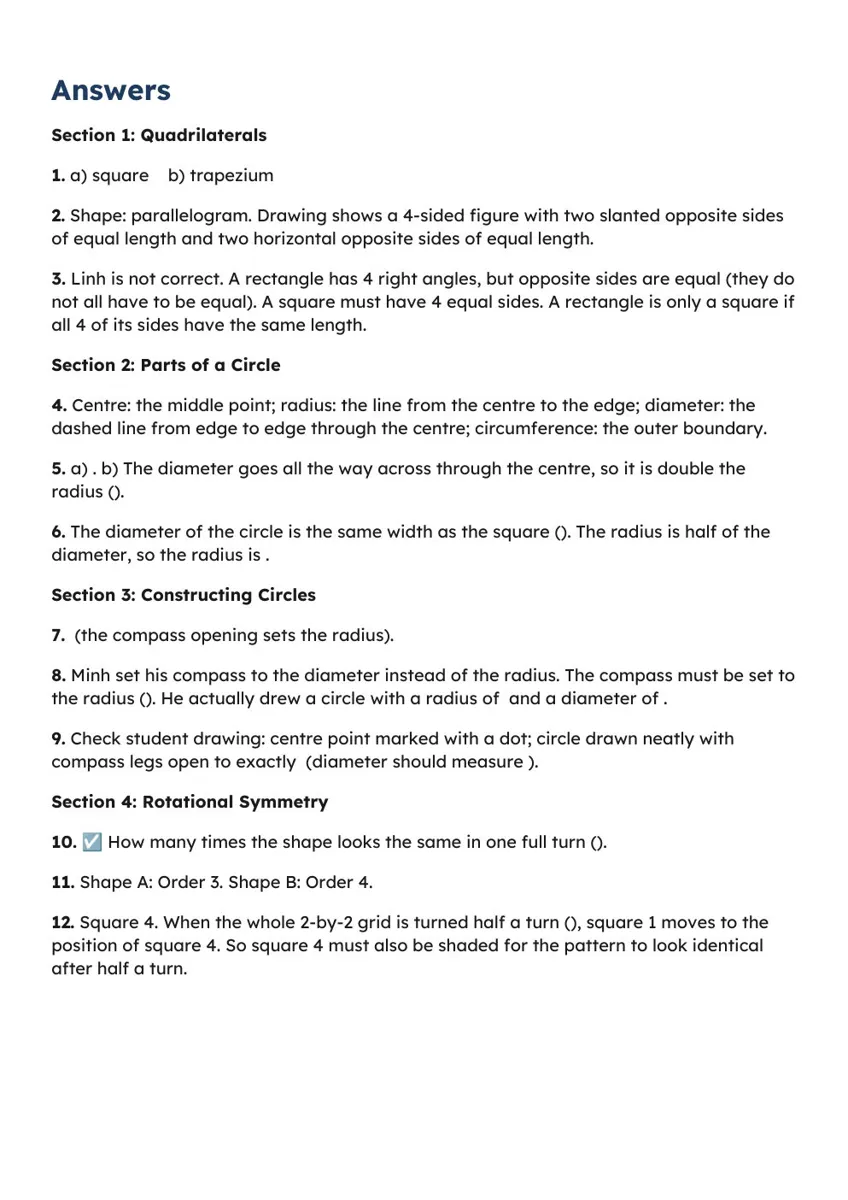 Answers
Section 1: Quadrilaterals
1. a) square b) trapezium
2. Shape: parallelogram. Drawing shows a 4-sided figure with two slanted opposite sides
of equal length and two horizontal opposite sides of equal length.
3. Linh is not correct. A rectangle has 4 right angles, but opposite sides are equal (they do
not all have to be equal). A square must have 4 equal sides. A rectangle is only a square if
all 4 of its sides have the same length.
Section 2: Parts of a Circle
4. Centre: the middle point; radius: the line from the centre to the edge; diameter: the
dashed line from edge to edge through the centre; circumference: the outer boundary.
5. a) . b) The diameter goes all the way across through the centre, so it is double the
radius ().
6. The diameter of the circle is the same width as the square (). The radius is half of the
diameter, so the radius is .
Section 3: Constructing Circles
7. (the compass opening sets the radius).
8. Minh set his compass to the diameter instead of the radius. The compass must be set to
the radius (). He actually drew a circle with a radius of and a diameter of .
9. Check student drawing: centre point marked with a dot; circle drawn neatly with
compass legs open to exactly (diameter should measure ).
Section 4: Rotational Symmetry
10. ☑ How many times the shape looks the same in one full turn ().
11. Shape A: Order 3. Shape B: Order 4.
12. Square 4. When the whole 2-by-2 grid is turned half a turn (), square 1 moves to the
position of square 4. So square 4 must also be shaded for the pattern to look identical
after half a turn.